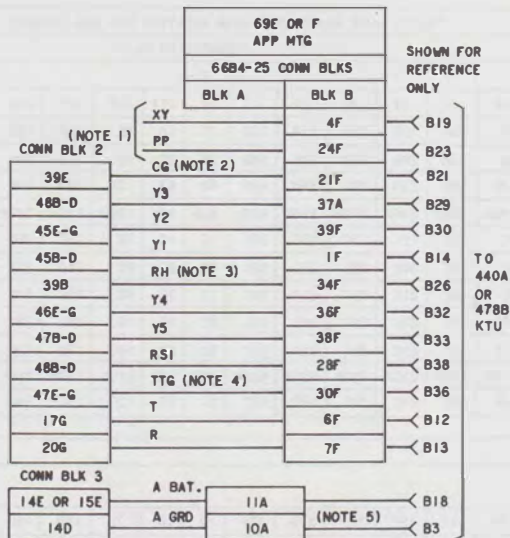 69E OR F
APP MTG
66B4-25 CONN BLKS
BLK A BLK B
SHOWN FOR
REFERENCE
ONLY
(NOTE 1)
XY 4F B19
PP 24F B23
CONN BLK 2
39E CG (NOTE 2) 21F B21
48B-D Y3 37A B29
45E-G Y2 39F B30
45B-D Y1 1F B14
39B RH (NOTE 3) 34F B26
46E-G Y4 36F B32
47B-D Y5 38F B33
48B-D RS1 28F B38
47E-G TTG (NOTE 4) 30F B36
17G T 6F B12
20G R 7F B13
TO
440A
OR
478B
KTU
CONN BLK 3
14E OR 15E A BAT. 11A B18
14D A GRD 10A (NOTE 5) B3